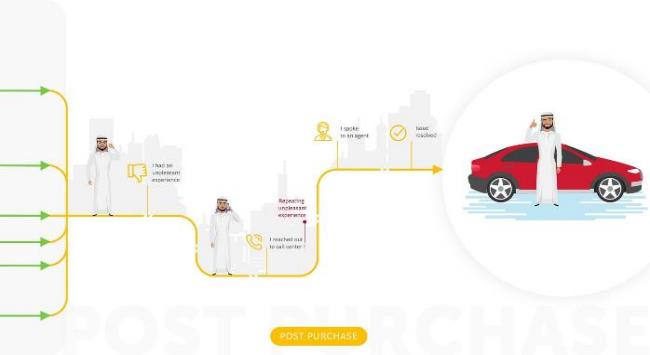 I had an
unpleasant
experience
Repeating
unpleasant
experience
I reached out
to call center
I spoke
to an agent
Issue
resolved
POST PURCHASE
POST PURCHASE